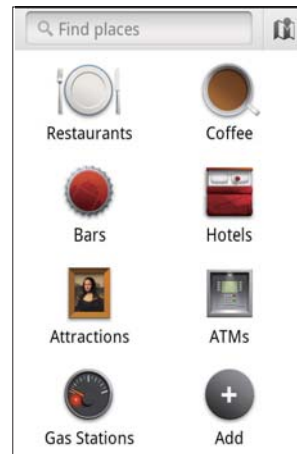 Find places
Restaurants Coffee
Bars Hotels
Attractions ATMs
Gas Stations Add